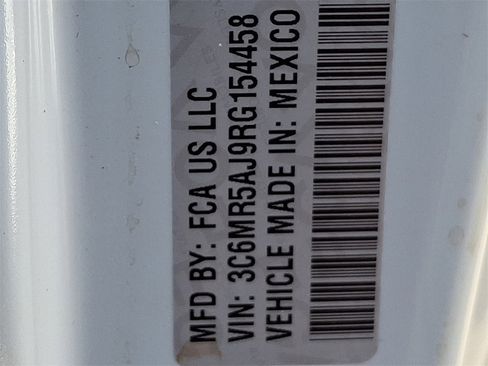 MFD BY: FCA US LLC
VIN: 3C6MR5AJ9RG154458
VEHICLE MADE IN: MEXICO